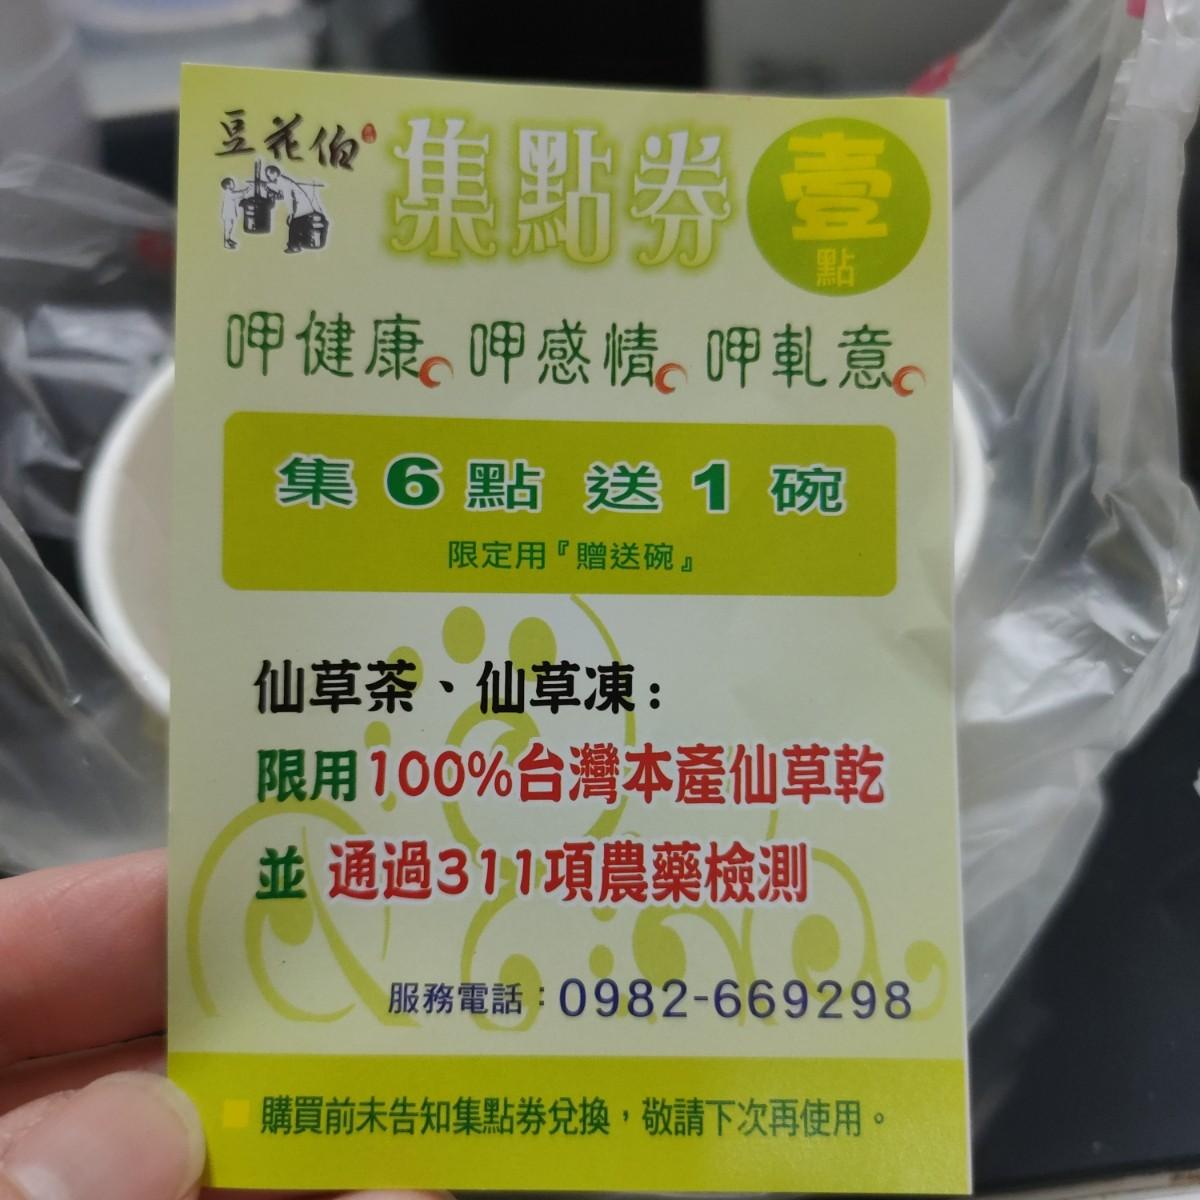 豆花伯
集點券
壹
點
呷健康。呷感情。呷軋意。
集6點 送1碗
限定用『贈送碗』
仙草茶、仙草凍：
限用100%台灣本產仙草乾
並 通過311項農藥檢測
服務電話：0982-669298
購買前未告知集點券兌換，敬請下次再使用。